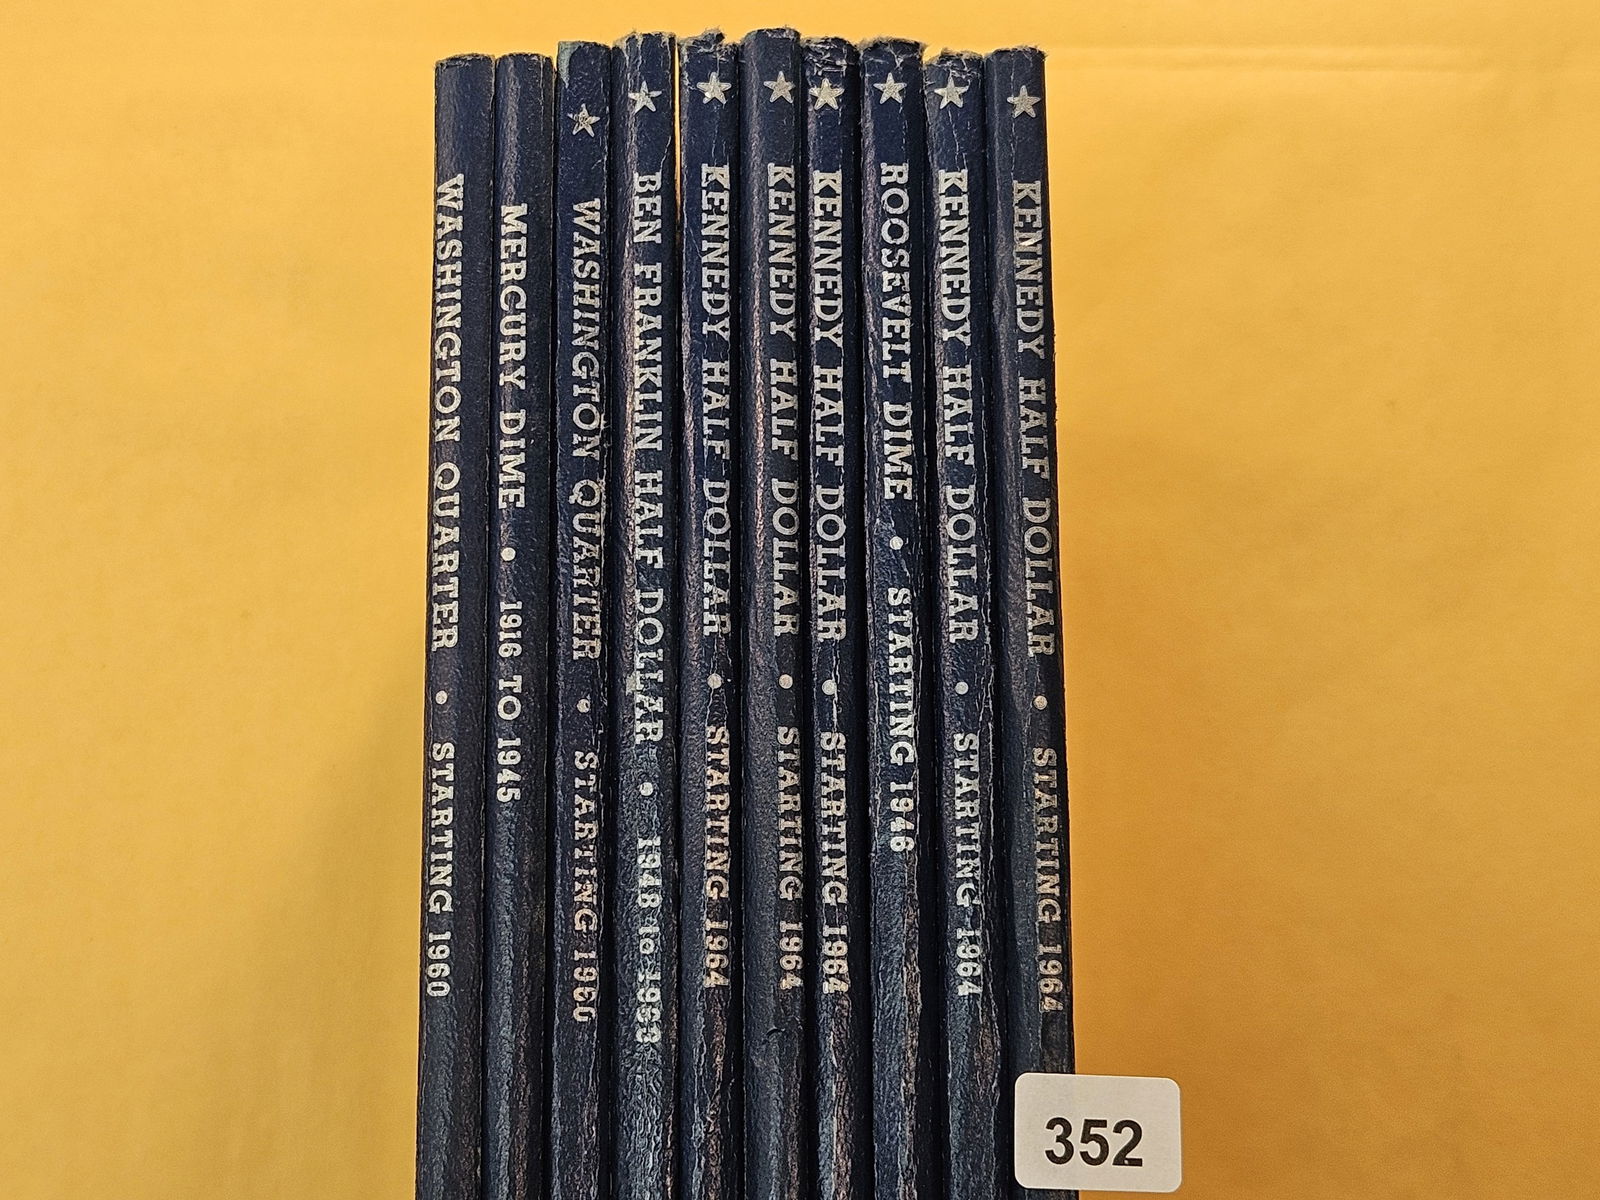 WASHINGTON QUARTER • STARTING 1960
MERCURY DIME • 1916 TO 1945
★ WASHINGTON QUARTER • STARTING 1960
★ BEN FRANKLIN HALF DOLLAR • 1948 to 1963
★ KENNEDY HALF DOLLAR • STARTING 1964
★ KENNEDY HALF DOLLAR • STARTING 1964
★ KENNEDY HALF DOLLAR • STARTING 1964
★ ROOSEVELT DIME • STARTING 1946
★ KENNEDY HALF DOLLAR • STARTING 1964
★ KENNEDY HALF DOLLAR • STARTING 1964
352